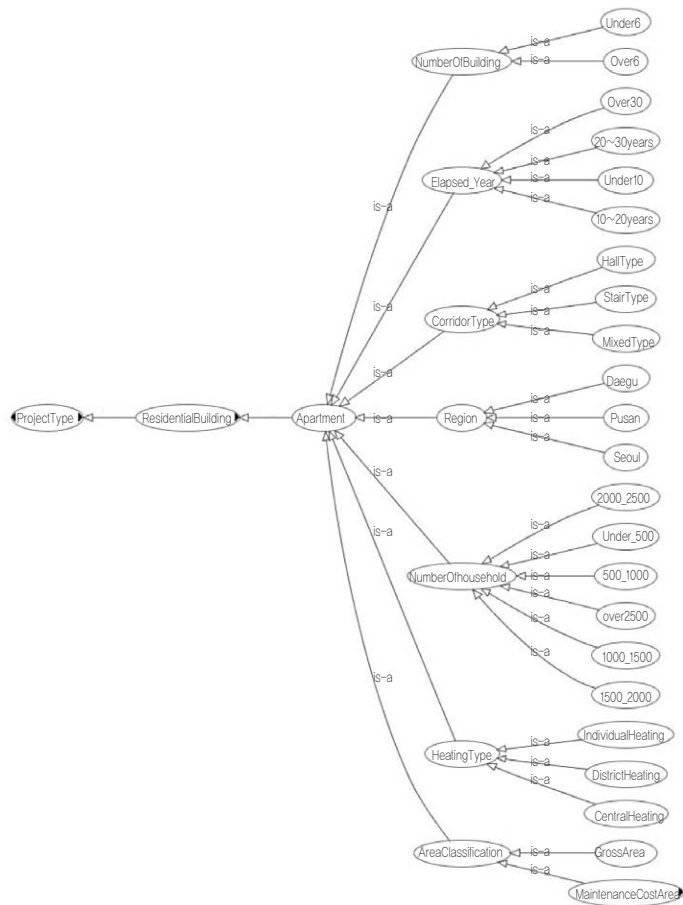 Under6
is-a
NumberOfBuilding
is-a
Over6
Over30
is-a
20~30years
is-a
Elapsed_Year
is-a
Under10
is-a
10~20years
is-a
HallType
is-a
StairType
is-a
CorridorType
is-a
MixedType
is-a
is-a
Daegu
is-a
ProjectType
ResidentialBuilding
Apartment
is-a
Region
is-a
Pusan
is-a
Seoul
is-a
2000_2500
is-a
Under_500
is-a
is-a
NumberOfhousehold
is-a
500_1000
is-a
over2500
is-a
1000_1500
is-a
is-a
1500_2000
IndividualHeating
is-a
HeatingType
is-a
DistrictHeating
is-a
CentralHeating
AreaClassification
is-a
GrossArea
is-a
MaintenanceCostArea